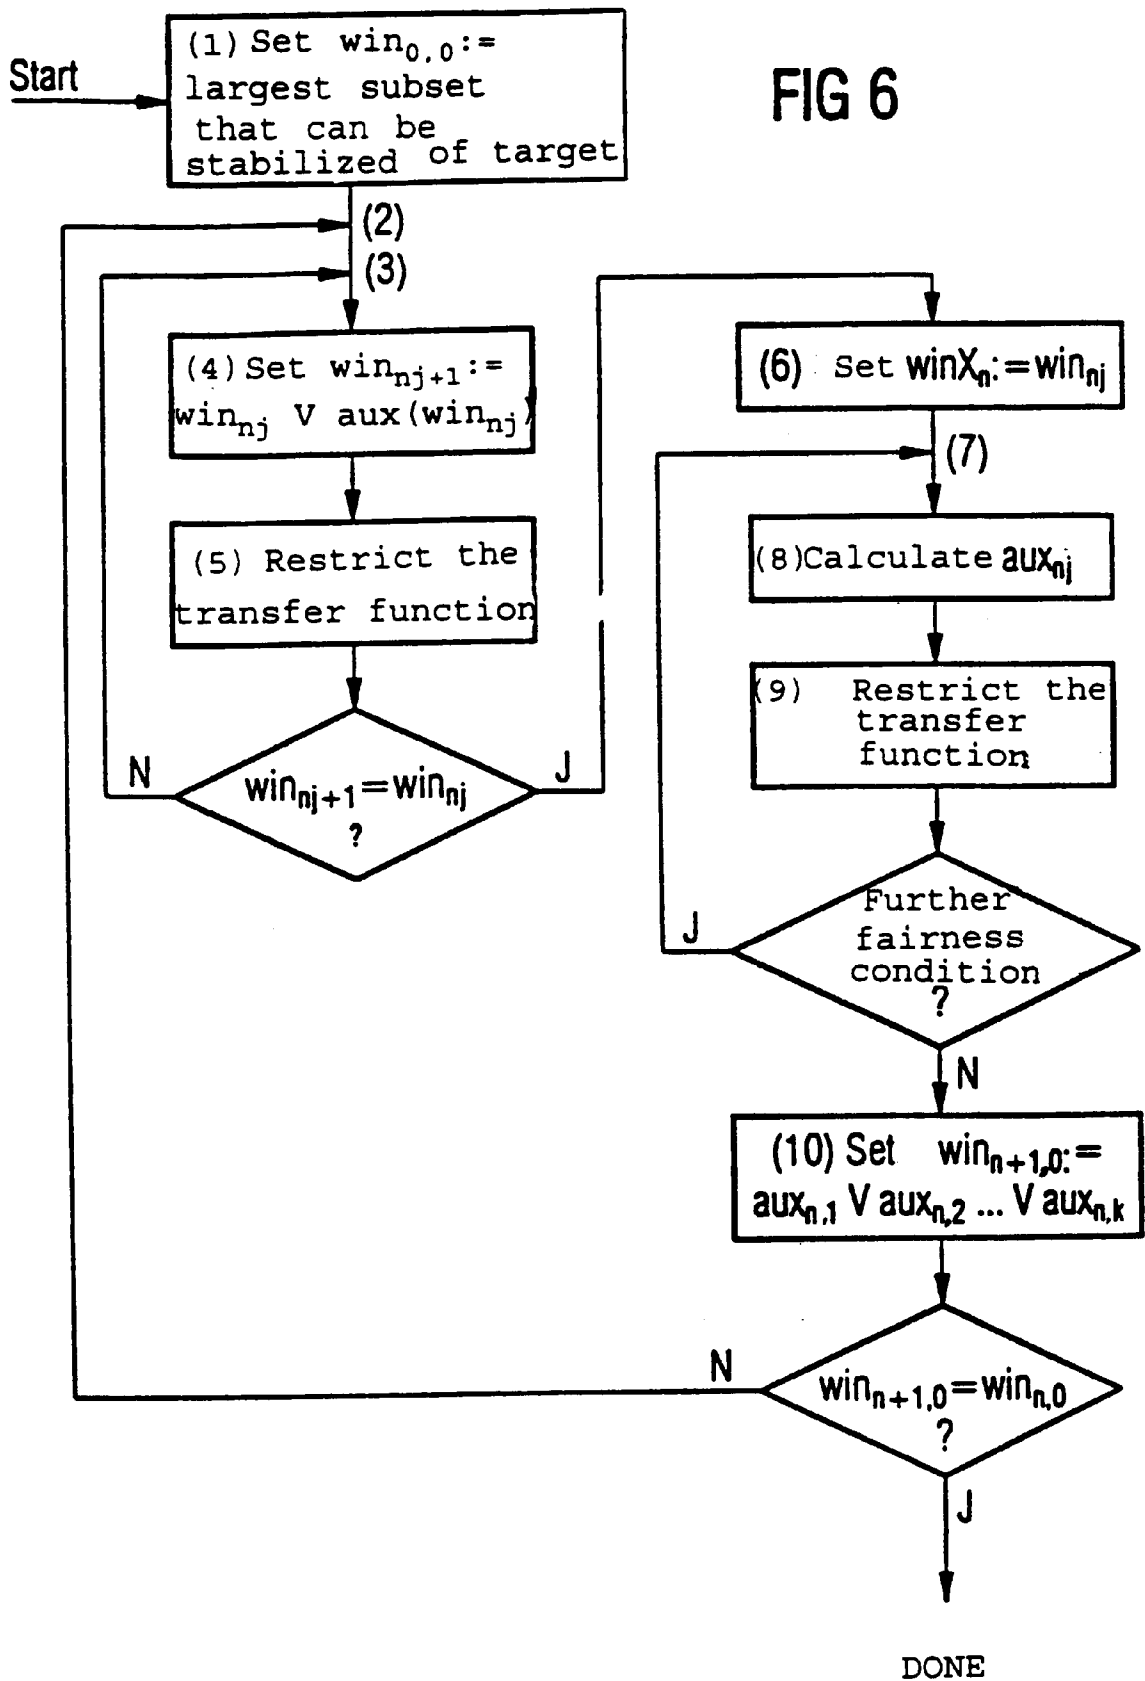 FIG 6
Start
(1) Set win0,0:=
largest subset
that can be
stabilized of target
(2)
(3)
(4) Set winnj+1:=
winnj V aux(winnj)
(5) Restrict the
transfer function
N
J
winnj+1=winnj
?
(6) Set winXn:=winnj
(7)
(8) Calculate auxnj
(9) Restrict the
transfer
function
J
Further
fairness
condition
?
N
(10) Set winn+1,0:=
auxn,1 V auxn,2 ... V auxn,k
N
winn+1,0=winn,0
?
J
DONE